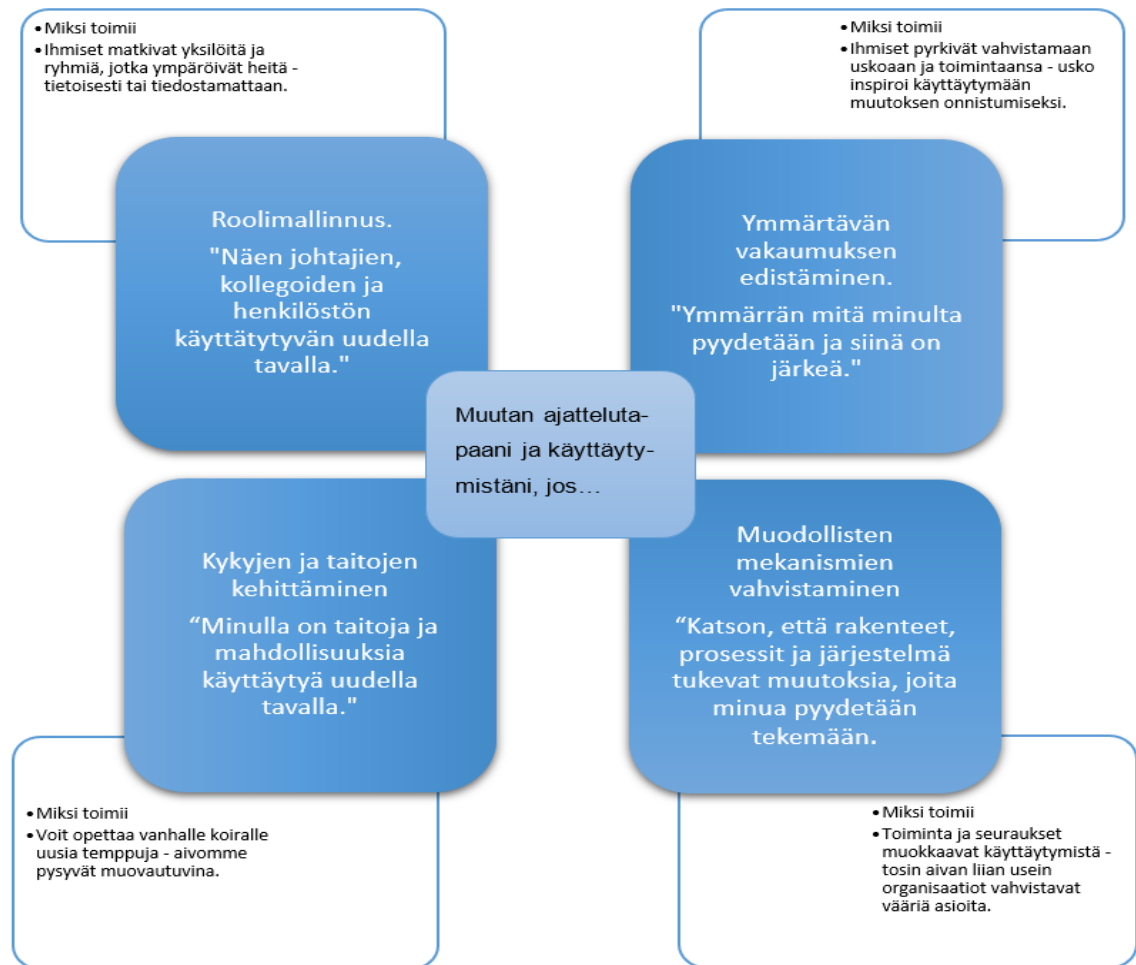 •Miksi toimii
•Ihmiset matkivat yksilöitä ja
ryhmiä, jotka ympäröivät heitä -
tietoisesti tai tiedostamattaan.
•Miksi toimii
•Ihmiset pyrkivät vahvistamaan
uskoaan ja toimintaansa - usko
inspiroi käyttäytymään
muutoksen onnistumiseksi.
Roolimallinnus.
"Näen johtajien,
kollegoiden ja
henkilöstön
käyttätytyvän uudella
tavalla."
Ymmärtävän
vakaumuksen
edistäminen.
"Ymmärrän mitä minulta
pyydetään ja siinä on
järkeä."
Muutan ajatteluta-
paani ja käyttäyty-
mistäni, jos...
Kykyjen ja taitojen
kehittäminen
“Minulla on taitoja ja
mahdollisuuksia
käyttäytyä uudella
tavalla."
Muodollisten
mekanismien
vahvistaminen
“Katson, että rakenteet,
prosessit ja järjestelmä
tukevat muutoksia, joita
minua pyydetään
tekemään.
•Miksi toimii
•Voit opettaa vanhalle koiralle
uusia temppuja - aivomme
pysyvät muovautuvina.
•Miksi toimii
•Toiminta ja seuraukset
muokkaavat käyttäytymistä -
tosin aivan liian usein
organisaatiot vahvistavat
vääriä asioita.